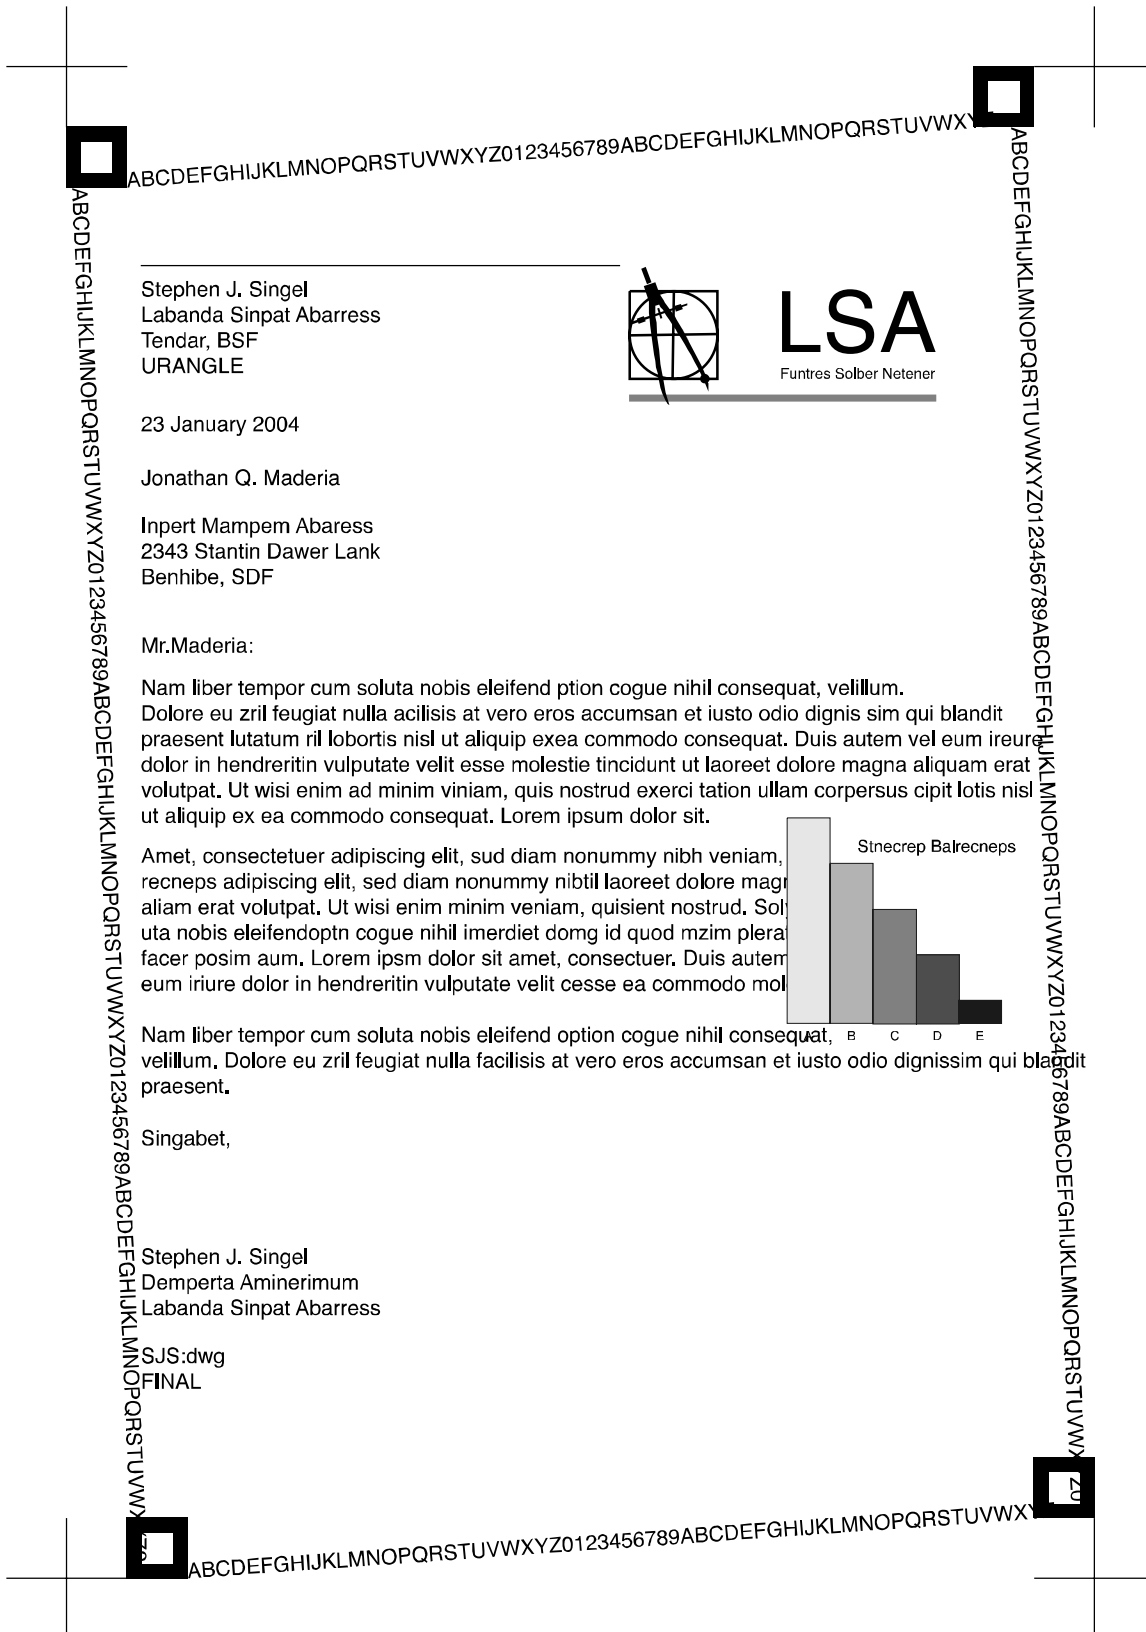 ABCDEFGHIJKLMNOPQRSTUVWXYZ0123456789ABCDEFGHIJKLMNOPQRSTUVWX
ABCDEFGHIJKLMNOPQRSTUVWXYZ0123456789ABCDEFGHIJKLMNOPQRSTUVWXYZ0123456789ABCDEFGHIJKLMNOPQRSTUVWX
ABCDEFGHIJKLMNOPQRSTUVWXYZ0123456789ABCDEFGHIJKLMNOPQRSTUVWXYZ0123456789ABCDEFGHIJKLMNOPQRSTUVWX
Stephen J. Singel
Labanda Sinpat Abarress
Tendar, BSF
URANGLE
LSA
Funtres Solber Netener
23 January 2004
Jonathan Q. Maderia
Inpert Mampem Abaress
2343 Stantin Dawer Lank
Benhibe, SDF
Mr.Maderia:
Nam liber tempor cum soluta nobis eleifend ption cogue nihil consequat, velillum.
Dolore eu zril feugiat nulla acilisis at vero eros accumsan et iusto odio dignis sim qui blandit
praesent lutatum ril lobortis nisl ut aliquip exea commodo consequat. Duis autem vel eum ireure
dolor in hendreritin vulputate velit esse molestie tincidunt ut laoreet dolore magna aliquam erat
volutpat. Ut wisi enim ad minim viniam, quis nostrud exerci tation ullam corpersus cipit lotis nisl
ut aliquip ex ea commodo consequat. Lorem ipsum dolor sit.
Amet, consectetuer adipiscing elit, sud diam nonummy nibh veniam,
recneps adipiscing elit, sed diam nonummy nibtil laoreet dolore mag
aliam erat volutpat. Ut wisi enim minim veniam, quisient nostrud. Sol
uta nobis eleifendoptn cogue nihil imerdiet domg id quod mzim plera
facer posim aum. Lorem ipsm dolor sit amet, consectuer. Duis autem
eum iriure dolor in hendreritin vulputate velit cesse ea commodo mol
Stnecrep Balrecneps
A B C D E
Nam liber tempor cum soluta nobis eleifend option cogue nihil consequat,
velillum. Dolore eu zril feugiat nulla facilisis at vero eros accumsan et iusto odio dignissim qui blandit
praesent.
Singabet,
Stephen J. Singel
Demperta Aminerimum
Labanda Sinpat Abarress
SJS:dwg
FINAL
ABCDEFGHIJKLMNOPQRSTUVWXYZ0123456789ABCDEFGHIJKLMNOPQRSTUVWX